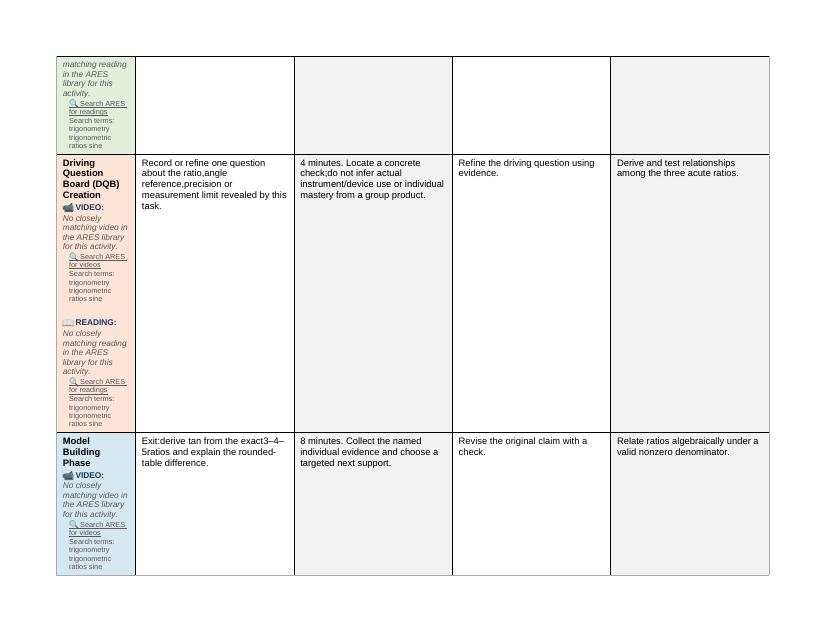 matching reading
in the ARES
library for this
activity.
🔍 Search ARES
for readings
Search terms:
trigonometry
trigonometric
ratios sine
Driving
Question
Board (DQB)
Creation
📹 VIDEO:
No closely
matching video in
the ARES library
for this activity.
🔍 Search ARES
for videos
Search terms:
trigonometry
trigonometric
ratios sine
📖 READING:
No closely
matching reading
in the ARES
library for this
activity.
🔍 Search ARES
for readings
Search terms:
trigonometry
trigonometric
ratios sine
Record or refine one question
about the ratio,angle
reference,precision or
measurement limit revealed by this
task.
4 minutes. Locate a concrete
check;do not infer actual
instrument/device use or individual
mastery from a group product.
Refine the driving question using
evidence.
Derive and test relationships
among the three acute ratios.
Model
Building
Phase
📹 VIDEO:
No closely
matching video in
the ARES library
for this activity.
🔍 Search ARES
for videos
Search terms:
trigonometry
trigonometric
ratios sine
Exit:derive tan from the exact3–4–
5ratios and explain the rounded-
table difference.
8 minutes. Collect the named
individual evidence and choose a
targeted next support.
Revise the original claim with a
check.
Relate ratios algebraically under a
valid nonzero denominator.